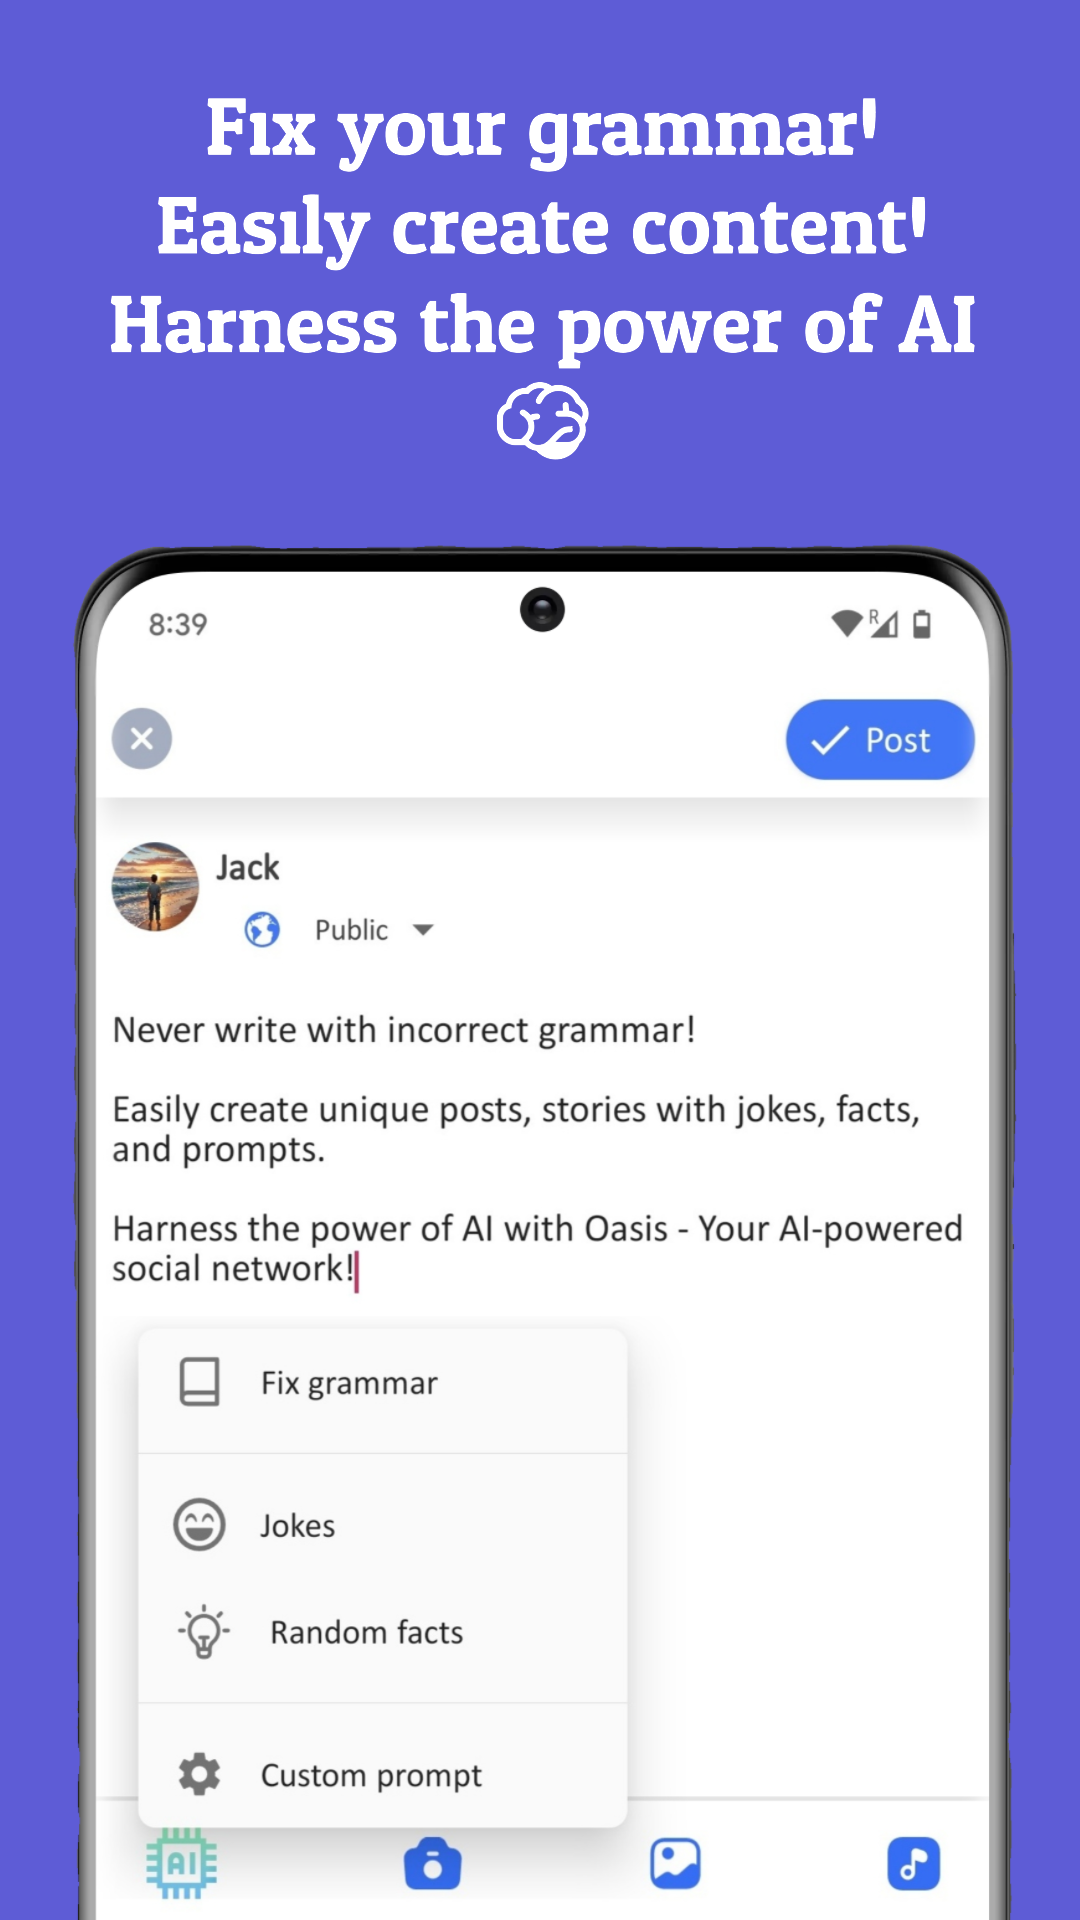 Fix your grammar!
Easily create content!
Harness the power of AI
8:39
R
Post
Jack
Public
Never write with incorrect grammar!
Easily create unique posts, stories with jokes, facts,
and prompts.
Harness the power of AI with Oasis - Your AI-powered
social network!
Fix grammar
Jokes
Random facts
Custom prompt
AI